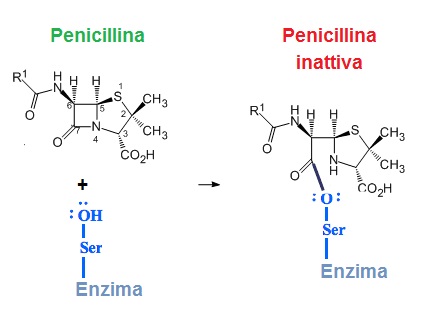 Penicillina
R¹
O
H
N
H
6
5
S
1
2
CH₃
CH₃
3
N
4
7
O
CO₂H
+
:ÖH
Ser
Enzima
→
Penicillina
inattiva
R¹
O
H
N
H
H
S
CH₃
CH₃
N
H
O
CO₂H
:O:
Ser
Enzima